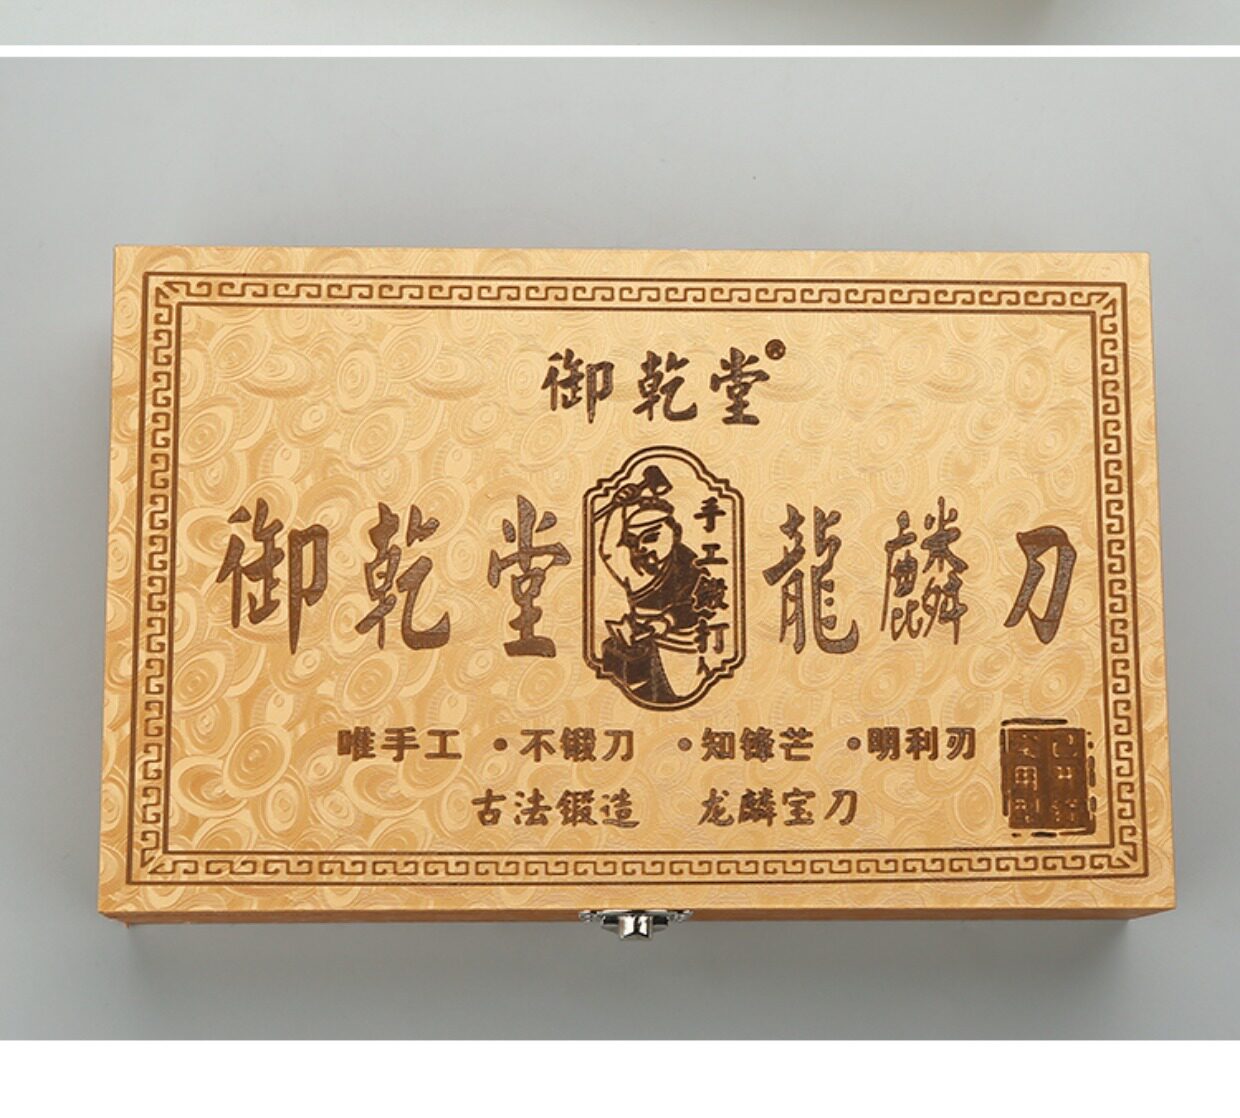 御乾堂
御乾堂
手工锻打
龍麟刀
唯手工 •不锻刀 •知锋芒 •明利刃
古法锻造 龙麟宝刀